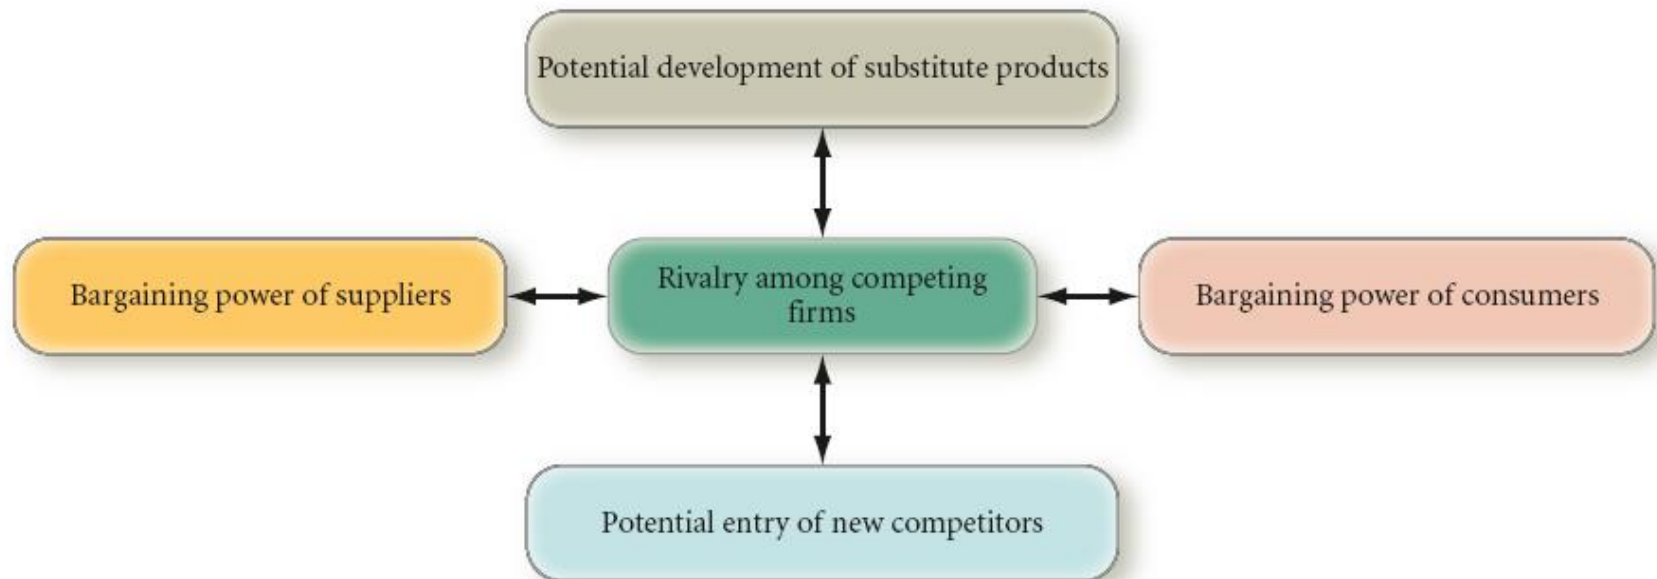 Potential development of substitute products
Bargaining power of suppliers
Rivalry among competing
firms
Bargaining power of consumers
Potential entry of new competitors